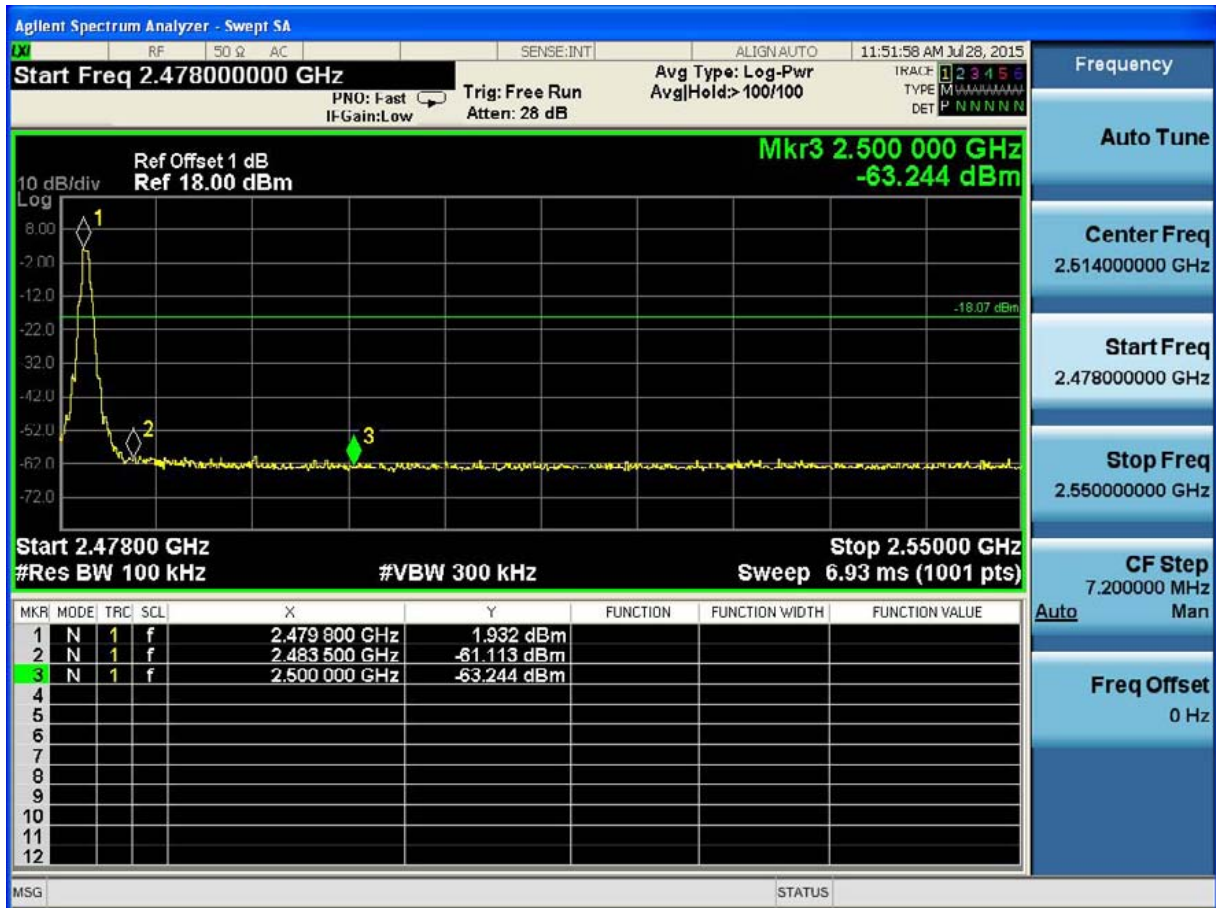 Agilent Spectrum Analyzer - Swept SA
LXI RF 50 Ω AC SENSE:INT ALIGN AUTO 11:51:58 AM Jul 28, 2015
Start Freq 2.478000000 GHz
PNO: Fast
IFGain:Low
Trig: Free Run
Atten: 28 dB
Avg Type: Log-Pwr
Avg|Hold:> 100/100
TRACE 1 2 3 4 5 6
TYPE M
DET P N N N N N
Frequency
Auto Tune
Center Freq
2.514000000 GHz
Start Freq
2.478000000 GHz
Stop Freq
2.550000000 GHz
CF Step
7.200000 MHz
Auto Man
Freq Offset
0 Hz
Mkr3 2.500 000 GHz
-63.244 dBm
Ref Offset 1 dB
10 dB/div Ref 18.00 dBm
Log
8.00
-2.00
-12.0
-22.0
-32.0
-42.0
-52.0
-62.0
-72.0
1
2
3
-18.07 dBm
Start 2.47800 GHz Stop 2.55000 GHz
#Res BW 100 kHz #VBW 300 kHz Sweep 6.93 ms (1001 pts)
MKR MODE TRC SCL X Y FUNCTION FUNCTION WIDTH FUNCTION VALUE
1 N 1 f 2.479 800 GHz 1.932 dBm
2 N 1 f 2.483 500 GHz -61.113 dBm
3 N 1 f 2.500 000 GHz -63.244 dBm
4
5
6
7
8
9
10
11
12
MSG STATUS